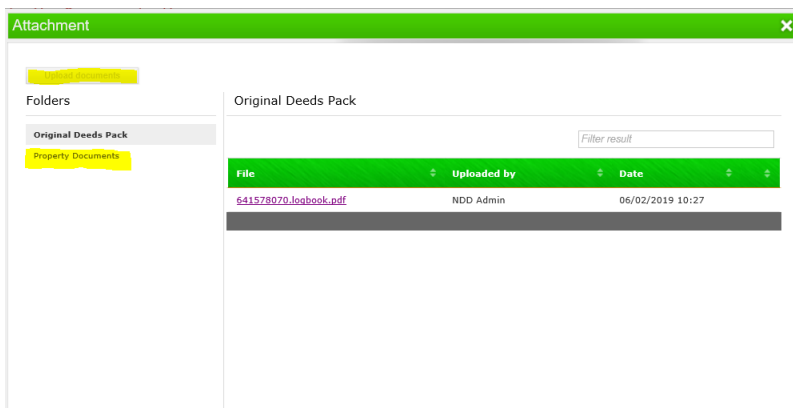 Attachment
Upload documents
Folders
Original Deeds Pack
Original Deeds Pack
Property Documents
Filter result
File Uploaded by Date
641578070.logbook.pdf NDD Admin 06/02/2019 10:27